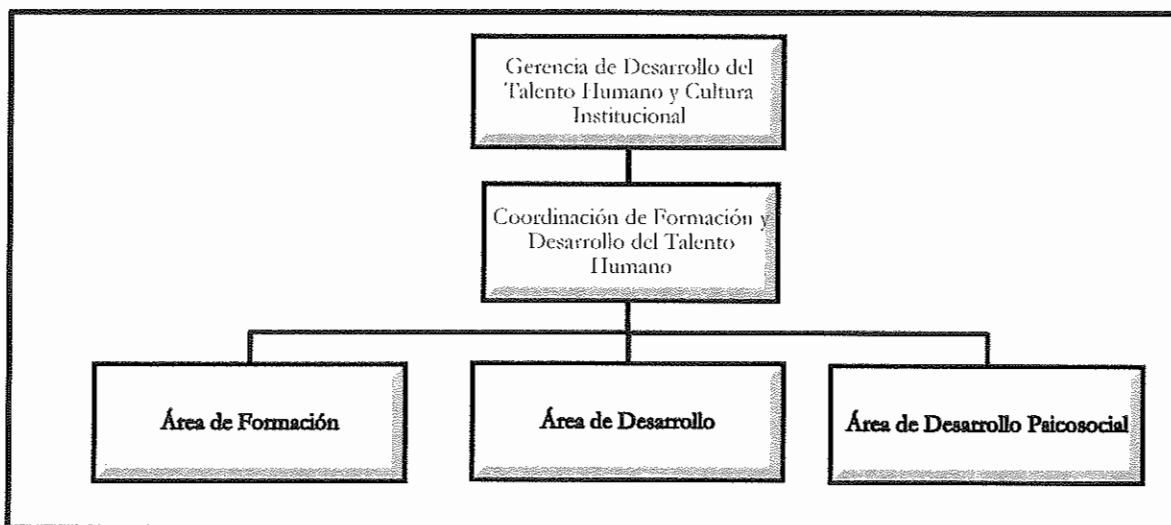 Gerencia de Desarrollo del
Talento Humano y Cultura
Institucional
Coordinación de Formación y
Desarrollo del Talento
Humano
Área de Formación
Área de Desarrollo
Área de Desarrollo Psicosocial